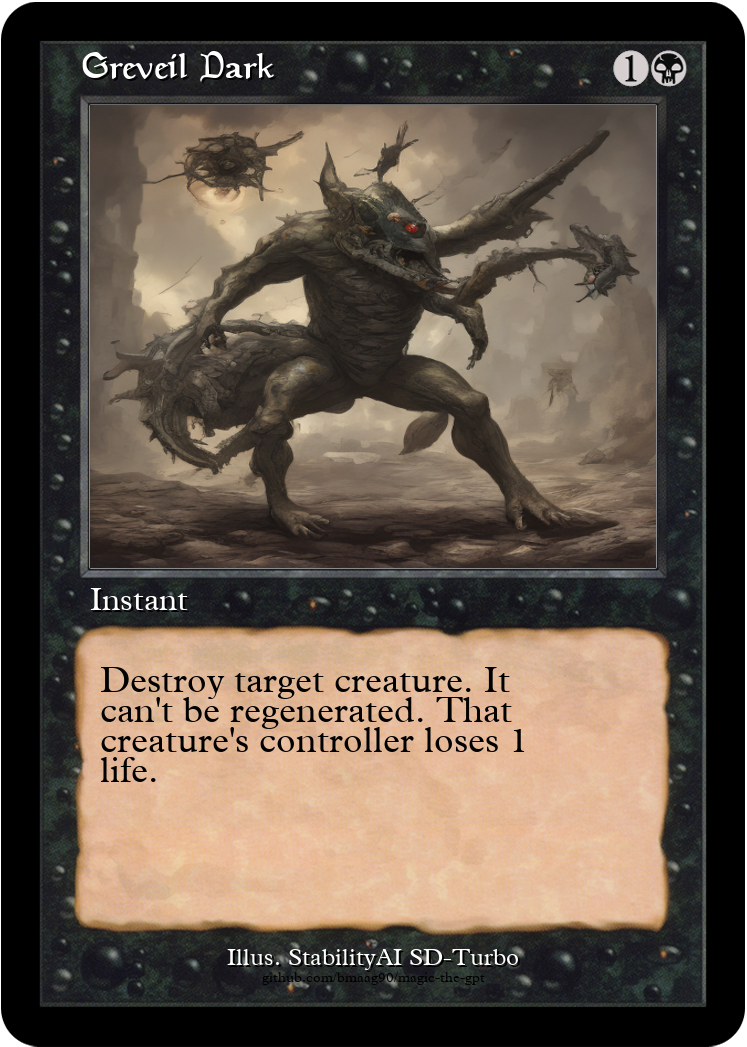 Greveil Dark
1
Instant
Destroy target creature. It
can't be regenerated. That
creature's controller loses 1
life.
Illus. StabilityAI SD-Turbo
github.com/bmaag90/magic-the-gpt